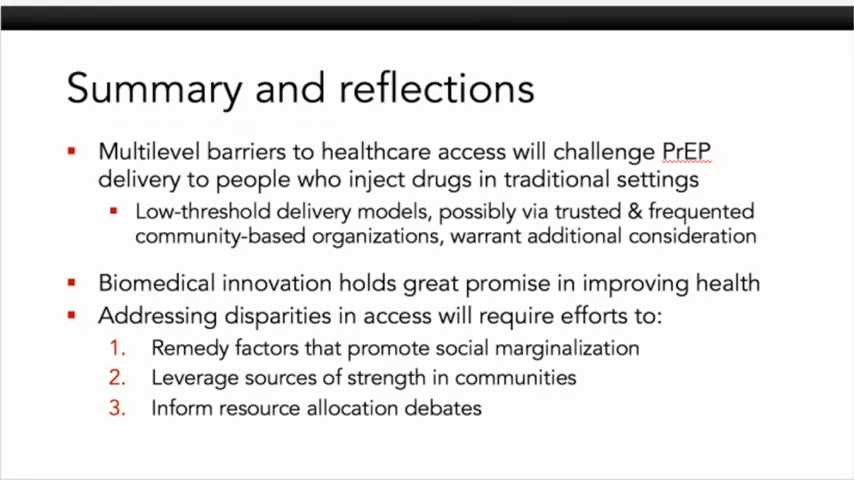 Summary and reflections
▪ Multilevel barriers to healthcare access will challenge PrEP
delivery to people who inject drugs in traditional settings
▪ Low-threshold delivery models, possibly via trusted & frequented
community-based organizations, warrant additional consideration
▪ Biomedical innovation holds great promise in improving health
▪ Addressing disparities in access will require efforts to:
1. Remedy factors that promote social marginalization
2. Leverage sources of strength in communities
3. Inform resource allocation debates